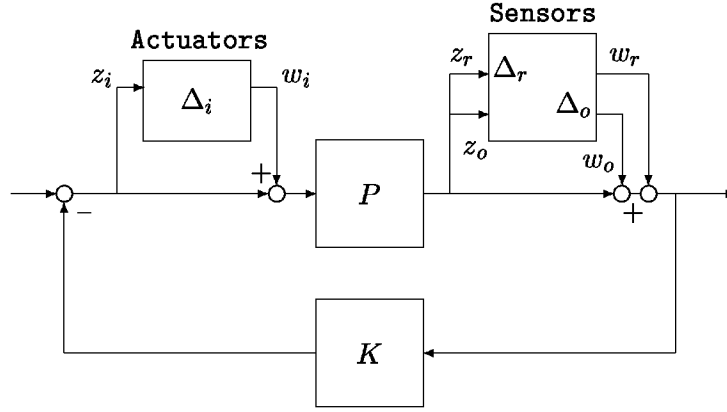 Sensors
Actuators
z_i
Δ_i
w_i
z_r
Δ_r
w_r
Δ_o
z_o
w_o
+
P
+
−
K